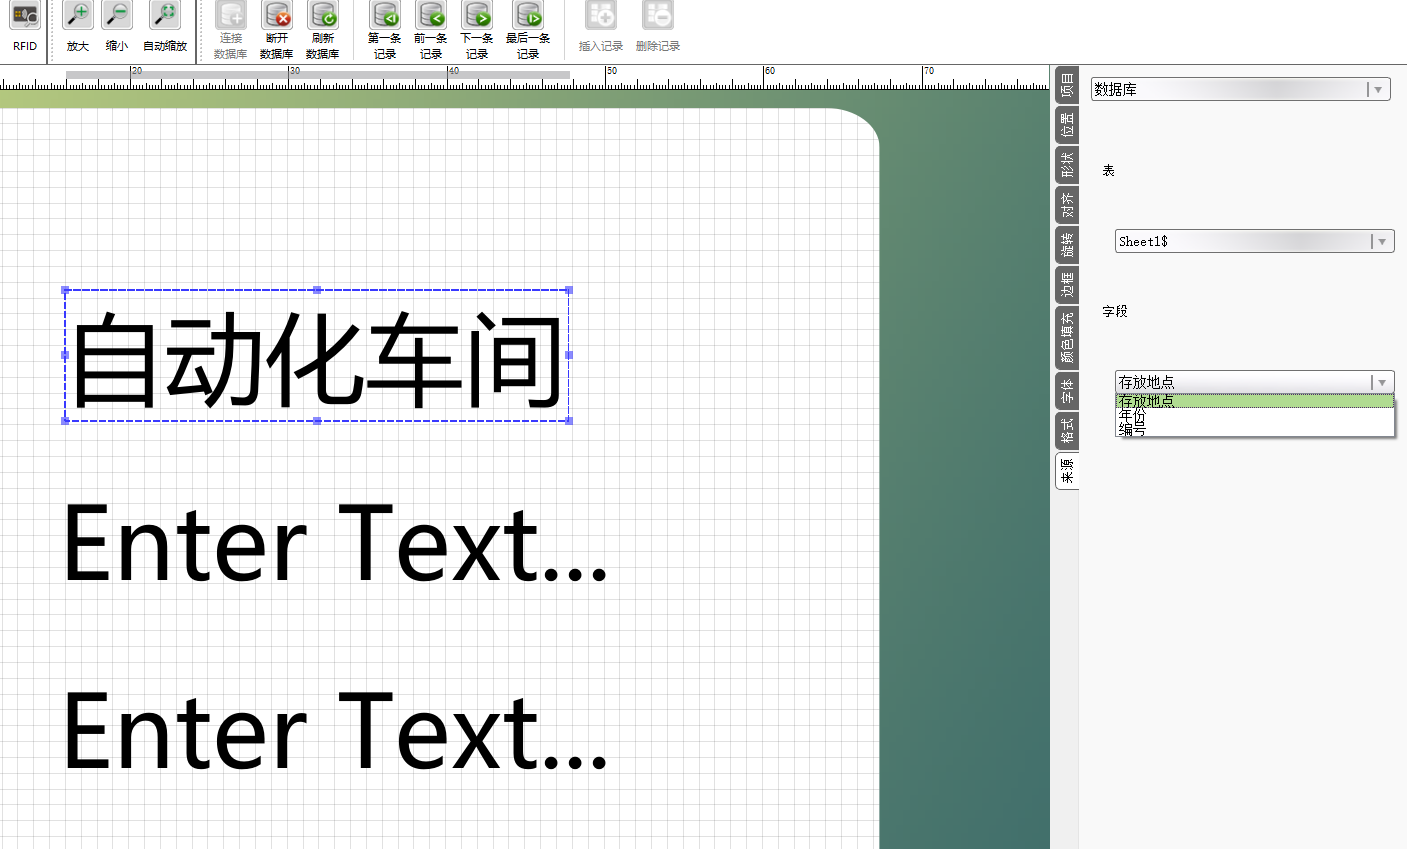 RFID
放大
缩小
自动缩放
连接
数据库
断开
数据库
刷新
数据库
第一条
记录
前一条
记录
下一条
记录
最后一条
记录
插入记录
删除记录
20
30
40
50
60
70
项目
位置
形状
对齐
旋转
边框
颜色填充
字体
格式
来源
数据库
表
Sheet1$
字段
存放地点
存放地点
年份
编号
自动化车间
Enter Text...
Enter Text...